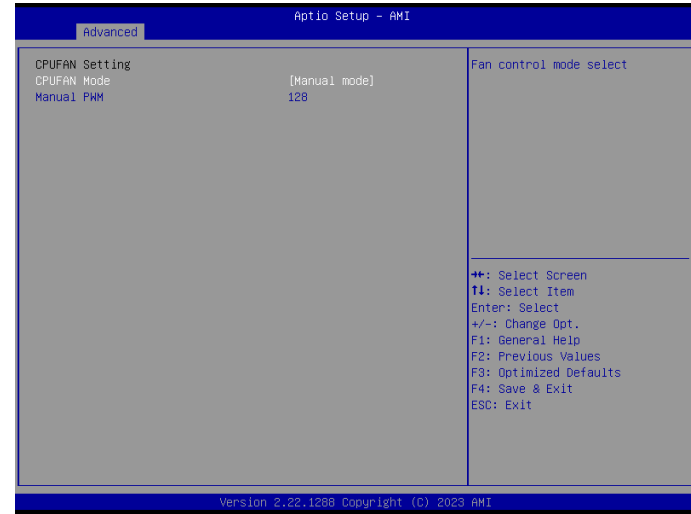 Aptio Setup – AMI
Advanced
CPUFAN Setting
CPUFAN Mode [Manual mode]
Manual PWM 128
Fan control mode select
→←: Select Screen
↑↓: Select Item
Enter: Select
+/-: Change Opt.
F1: General Help
F2: Previous Values
F3: Optimized Defaults
F4: Save & Exit
ESC: Exit
Version 2.22.1288 Copyright (C) 2023 AMI